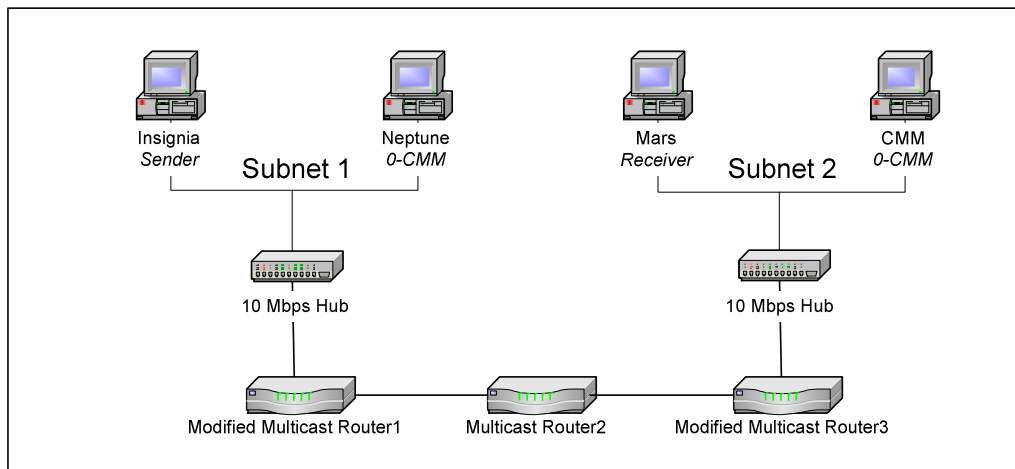 Insignia
Sender
Neptune
0-CMM
Mars
Receiver
CMM
0-CMM
Subnet 1
Subnet 2
10 Mbps Hub
10 Mbps Hub
Modified Multicast Router1
Multicast Router2
Modified Multicast Router3